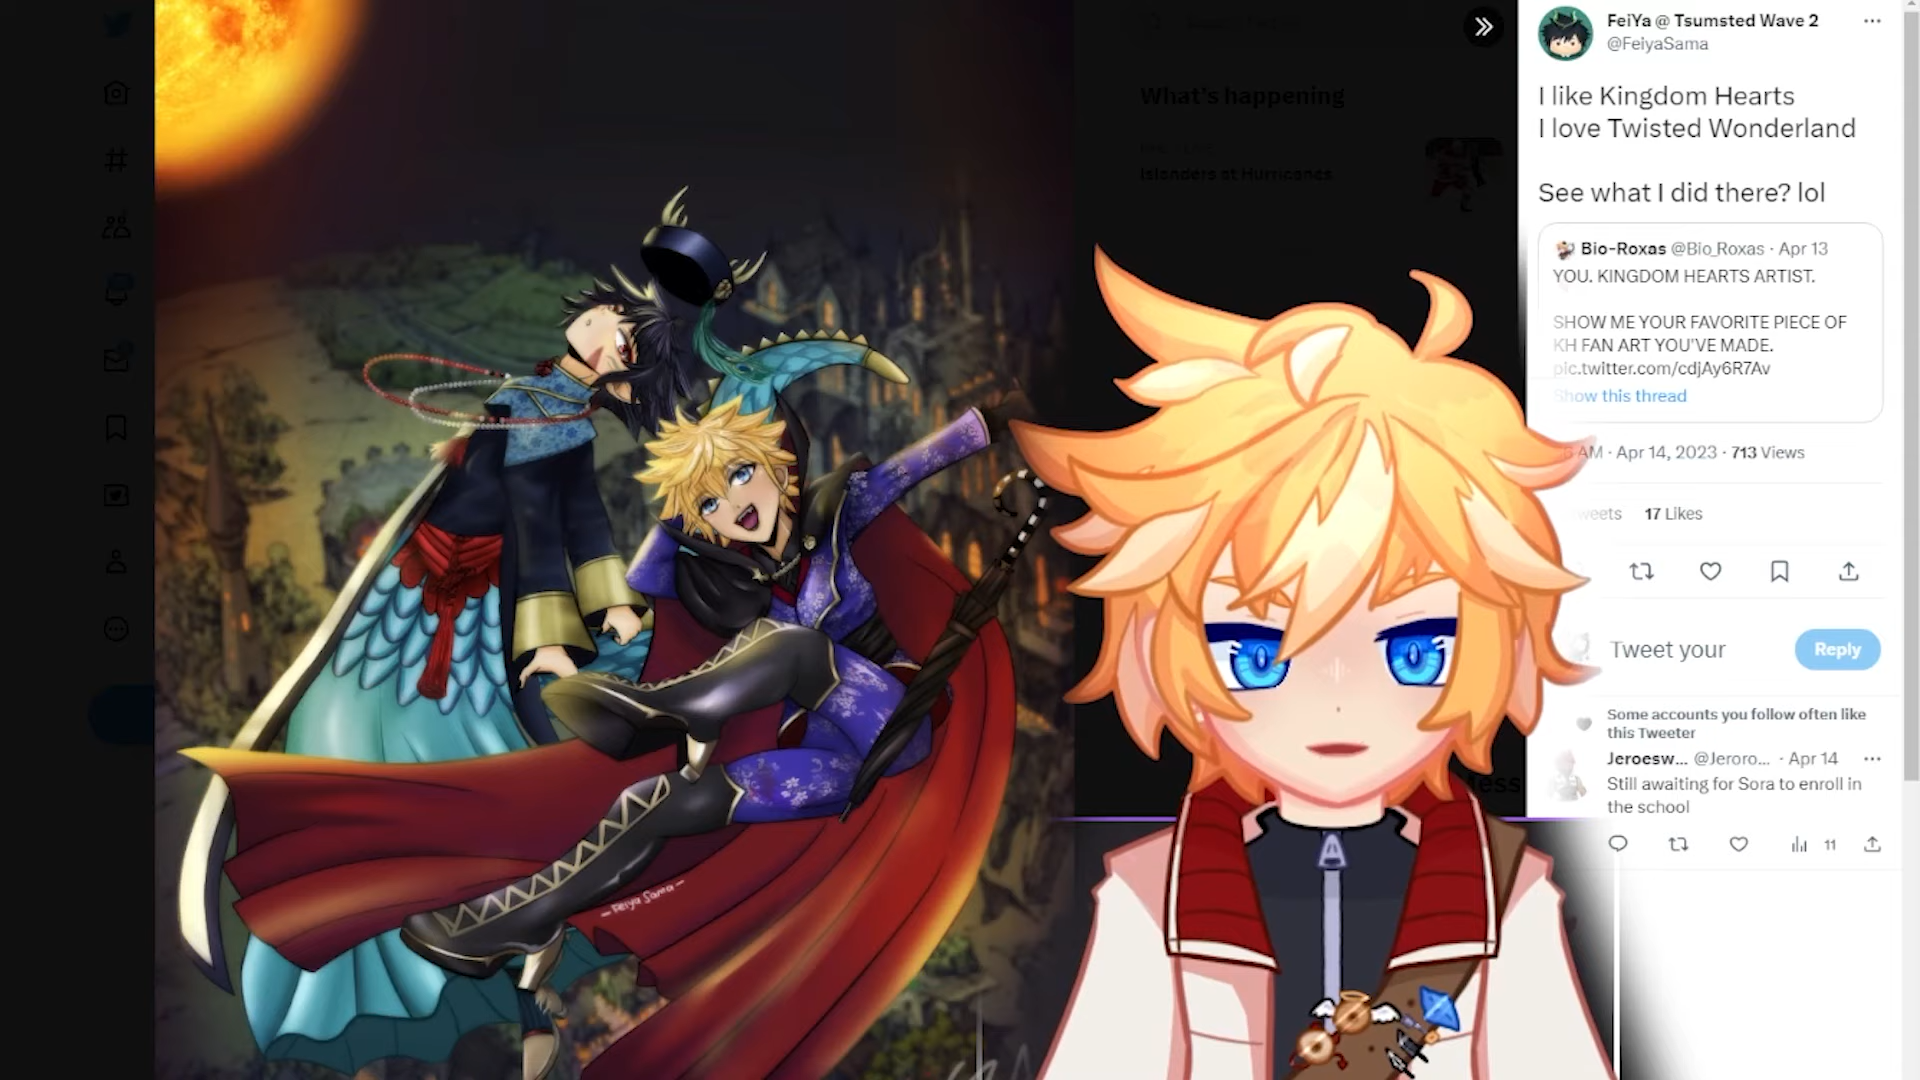 What's happening
Islanders at Hurricanes
FeiYa @ Tsumsted Wave 2
@FeiyaSama
I like Kingdom Hearts
I love Twisted Wonderland
See what I did there? lol
Bio-Roxas @Bio_Roxas · Apr 13
YOU. KINGDOM HEARTS ARTIST.
SHOW ME YOUR FAVORITE PIECE OF
KH FAN ART YOU'VE MADE.
pic.twitter.com/cdjAy6R7Av
Show this thread
AM · Apr 14, 2023 · 713 Views
17 Likes
Tweet your
Reply
Some accounts you follow often like
this Tweeter
Jeroesw... @Jeroro... · Apr 14
Still awaiting for Sora to enroll in
the school
11
-Feiya Sama-